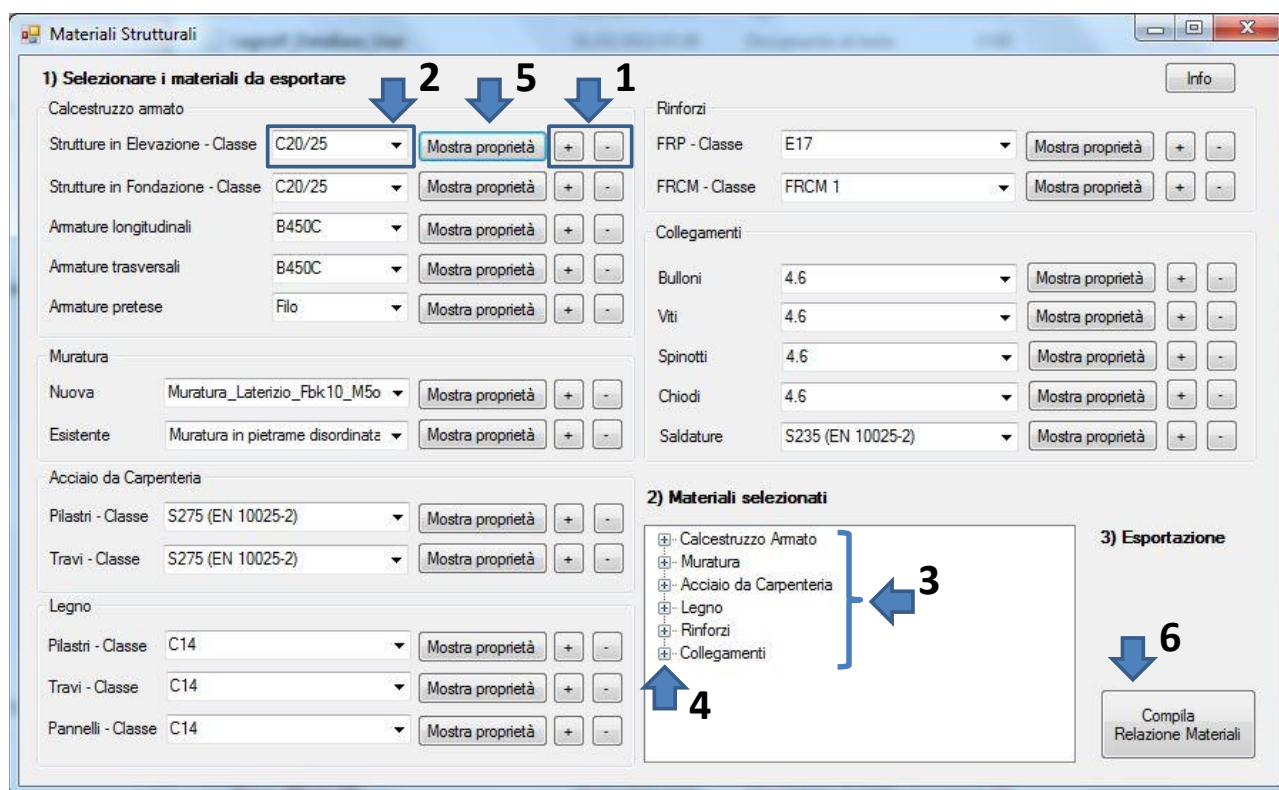 Materiali Strutturali
1) Selezionare i materiali da esportare
2
5
1
Info
Calcestruzzo armato
Strutture in Elevazione - Classe C20/25 Mostra proprietà + -
Strutture in Fondazione - Classe C20/25 Mostra proprietà + -
Armature longitudinali B450C Mostra proprietà + -
Armature trasversali B450C Mostra proprietà + -
Armature pretese Filo Mostra proprietà + -
Muratura
Nuova Muratura_Laterizio_Fbk10_M5o Mostra proprietà + -
Esistente Muratura in pietrame disordinata Mostra proprietà + -
Acciaio da Carpenteria
Pilastri - Classe S275 (EN 10025-2) Mostra proprietà + -
Travi - Classe S275 (EN 10025-2) Mostra proprietà + -
Legno
Pilastri - Classe C14 Mostra proprietà + -
Travi - Classe C14 Mostra proprietà + -
Pannelli - Classe C14 Mostra proprietà + -
Rinforzi
FRP - Classe E17 Mostra proprietà + -
FRCM - Classe FRCM 1 Mostra proprietà + -
Collegamenti
Bulloni 4.6 Mostra proprietà + -
Viti 4.6 Mostra proprietà + -
Spinotti 4.6 Mostra proprietà + -
Chiodi 4.6 Mostra proprietà + -
Saldature S235 (EN 10025-2) Mostra proprietà + -
2) Materiali selezionati
Calcestruzzo Armato
Muratura
Acciaio da Carpenteria
Legno
Rinforzi
Collegamenti
3
4
3) Esportazione
6
Compila
Relazione Materiali